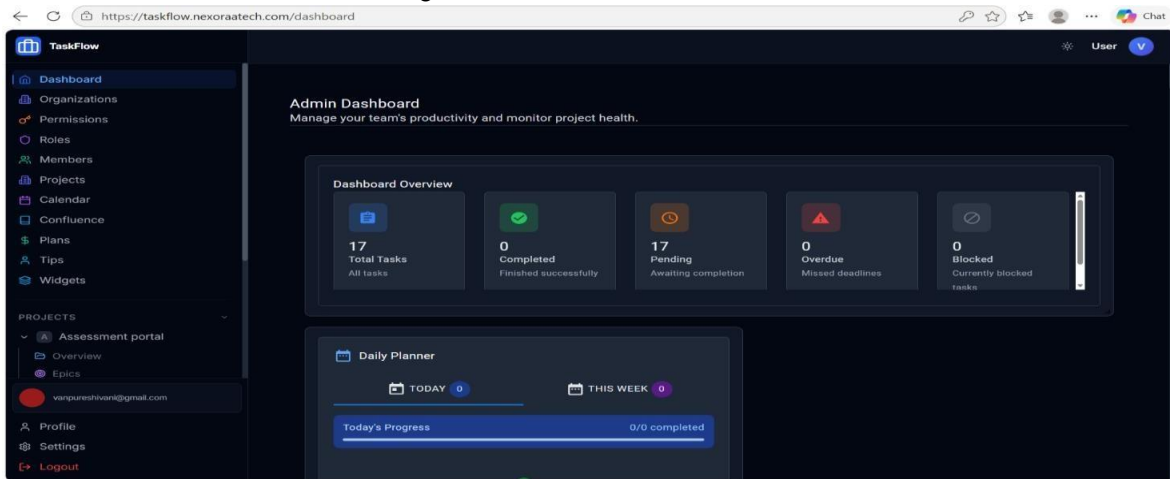 https://taskflow.nexoraatech.com/dashboard
Chat
TaskFlow
User V
Dashboard
Organizations
Permissions
Roles
Members
Projects
Calendar
Confluence
Plans
Tips
Widgets
PROJECTS
A Assessment portal
Overview
Epics
vanpureshivani@gmail.com
Profile
Settings
Logout
Admin Dashboard
Manage your team's productivity and monitor project health.
Dashboard Overview
17
Total Tasks
All tasks
0
Completed
Finished successfully
17
Pending
Awaiting completion
0
Overdue
Missed deadlines
0
Blocked
Currently blocked
tasks
Daily Planner
TODAY 0
THIS WEEK 0
Today's Progress 0/0 completed